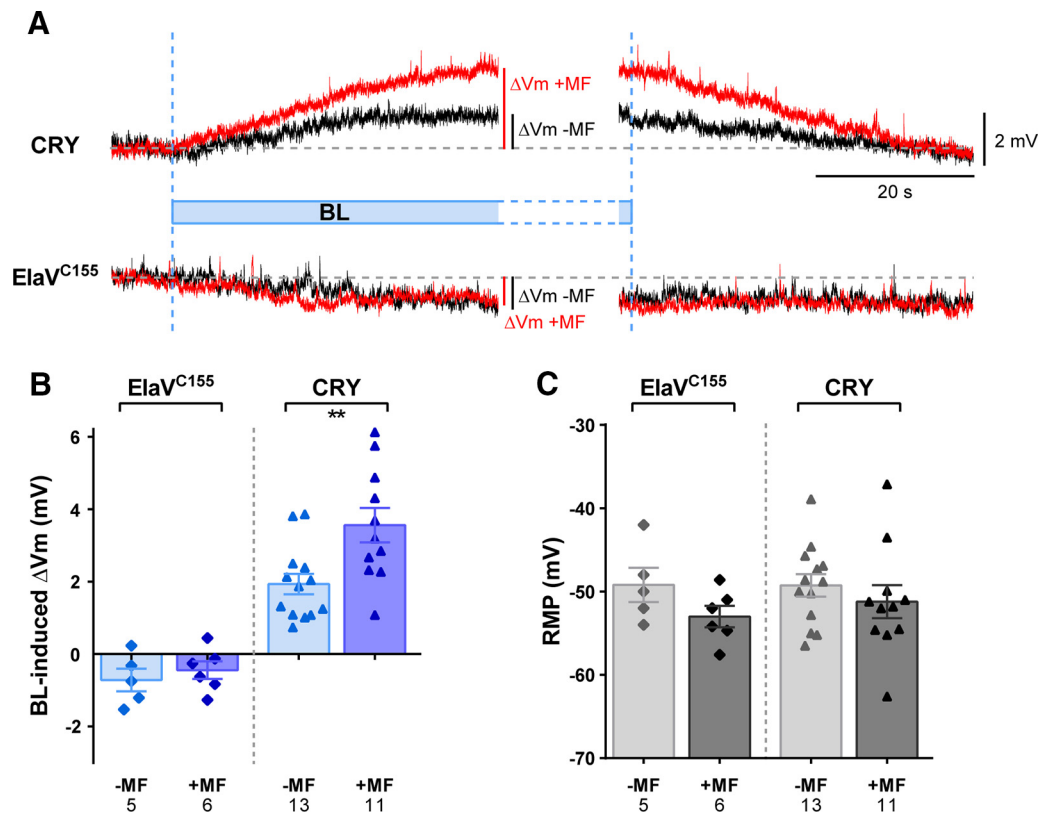 A
ΔVm +MF
ΔVm -MF
CRY
2 mV
20 s
BL
ElaV^C155
ΔVm -MF
ΔVm +MF
B
ElaV^C155
CRY
**
BL-induced ΔVm (mV)
6
4
2
0
-2
-MF +MF -MF +MF
5 6 13 11
C
ElaV^C155
CRY
RMP (mV)
-30
-40
-50
-60
-70
-MF +MF -MF +MF
5 6 13 11